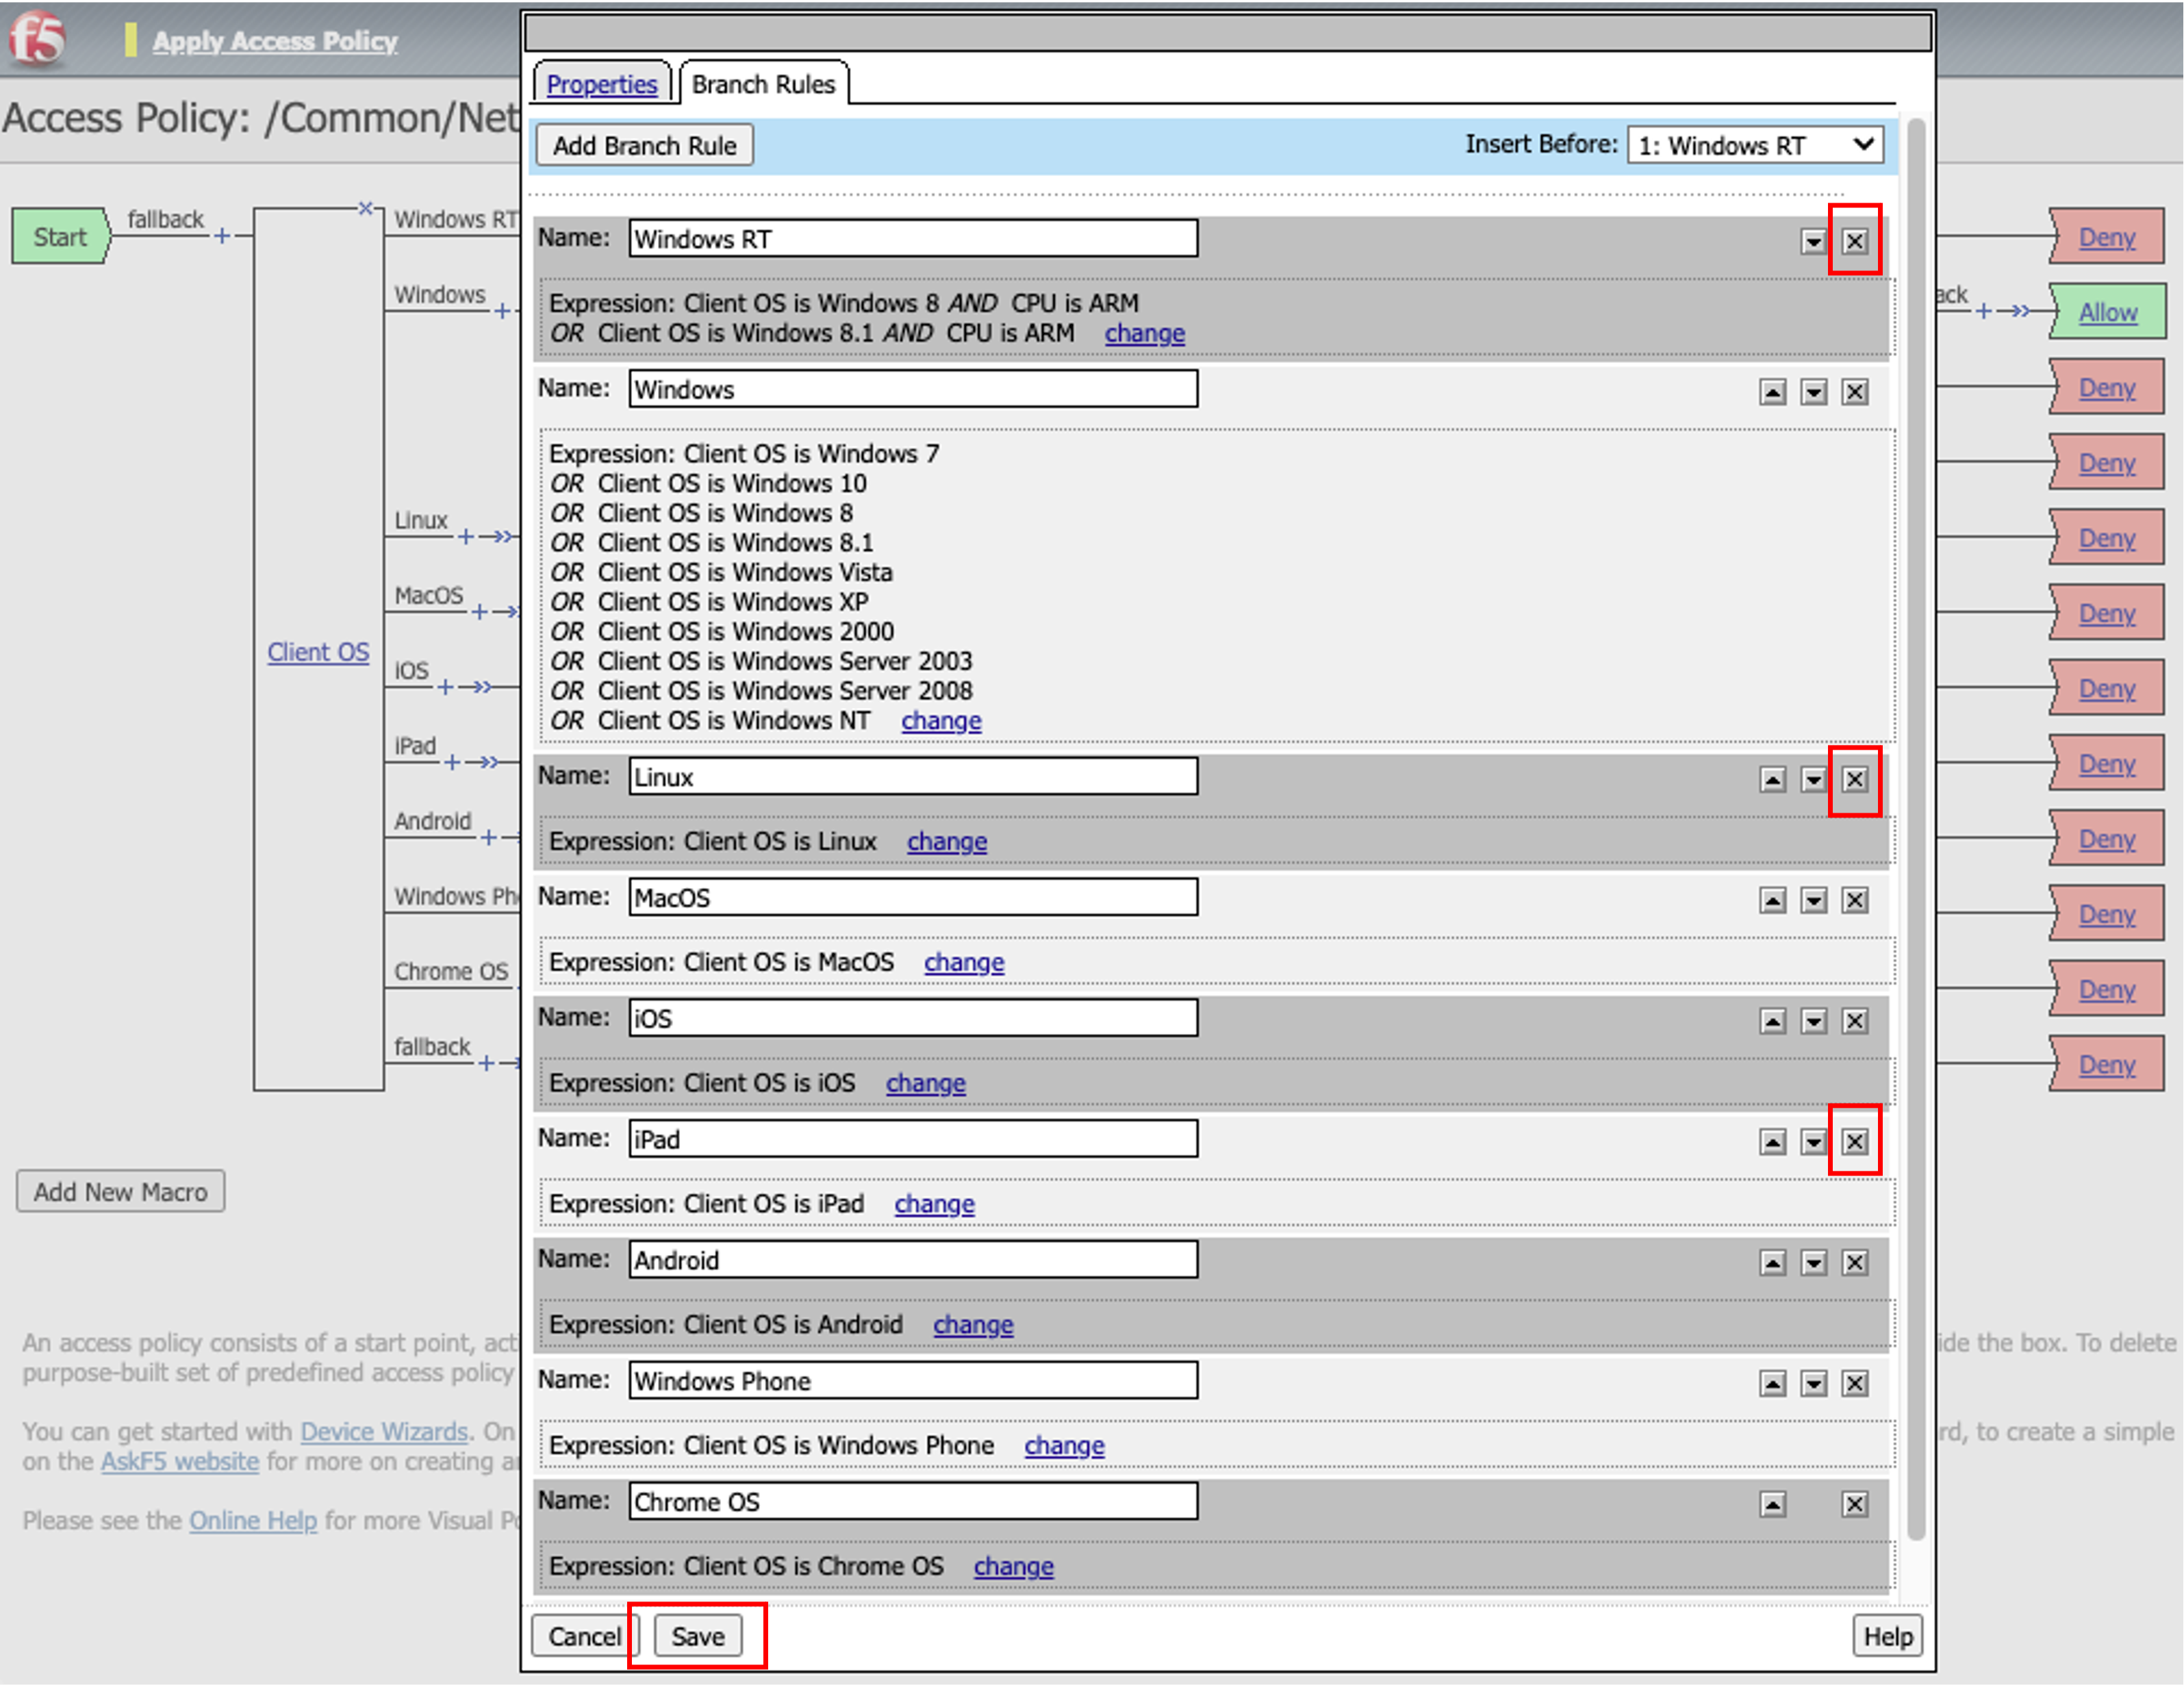 f5
Apply Access Policy
Access Policy: /Common/Net
Start
fallback
Client OS
Windows RT
Windows
Linux
MacOS
iOS
iPad
Android
Windows Pho
Chrome OS
fallback
Add New Macro
An access policy consists of a start point, acti
purpose-built set of predefined access policy
You can get started with Device Wizards. On
on the AskF5 website for more on creating a
Please see the Online Help for more Visual Po
Properties
Branch Rules
Add Branch Rule
Insert Before: 1: Windows RT
Name: Windows RT
Expression: Client OS is Windows 8 AND CPU is ARM
OR Client OS is Windows 8.1 AND CPU is ARM change
Name: Windows
Expression: Client OS is Windows 7
OR Client OS is Windows 10
OR Client OS is Windows 8
OR Client OS is Windows 8.1
OR Client OS is Windows Vista
OR Client OS is Windows XP
OR Client OS is Windows 2000
OR Client OS is Windows Server 2003
OR Client OS is Windows Server 2008
OR Client OS is Windows NT change
Name: Linux
Expression: Client OS is Linux change
Name: MacOS
Expression: Client OS is MacOS change
Name: iOS
Expression: Client OS is iOS change
Name: iPad
Expression: Client OS is iPad change
Name: Android
Expression: Client OS is Android change
Name: Windows Phone
Expression: Client OS is Windows Phone change
Name: Chrome OS
Expression: Client OS is Chrome OS change
Cancel
Save
Help
Deny
ack
Allow
Deny
Deny
Deny
Deny
Deny
Deny
Deny
Deny
Deny
Deny
ide the box. To delete
rd, to create a simple